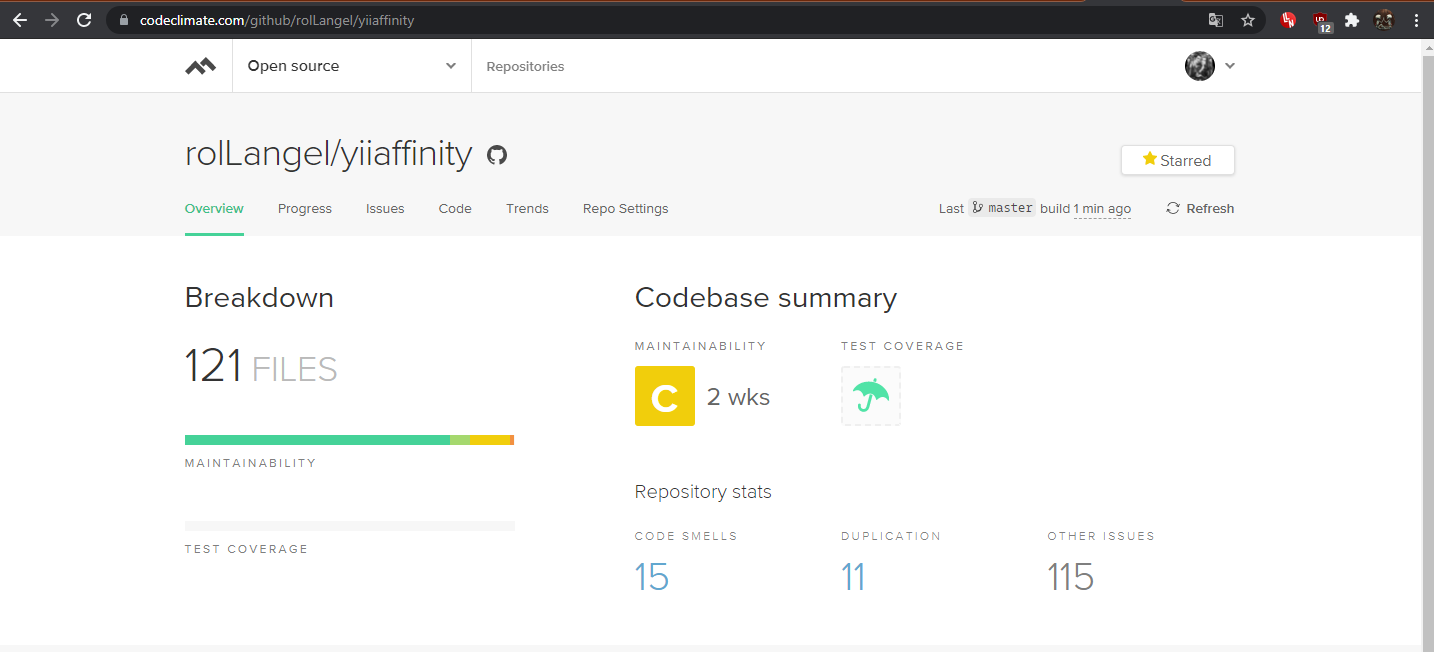 codeclimate.com/github/rolLangel/yiiaffinity
12
Open source
Repositories
rolLangel/yiiaffinity
Starred
Overview Progress Issues Code Trends Repo Settings
Last master build 1 min ago Refresh
Breakdown
121 FILES
MAINTAINABILITY
TEST COVERAGE
Codebase summary
MAINTAINABILITY TEST COVERAGE
C 2 wks
Repository stats
CODE SMELLS DUPLICATION OTHER ISSUES
15 11 115